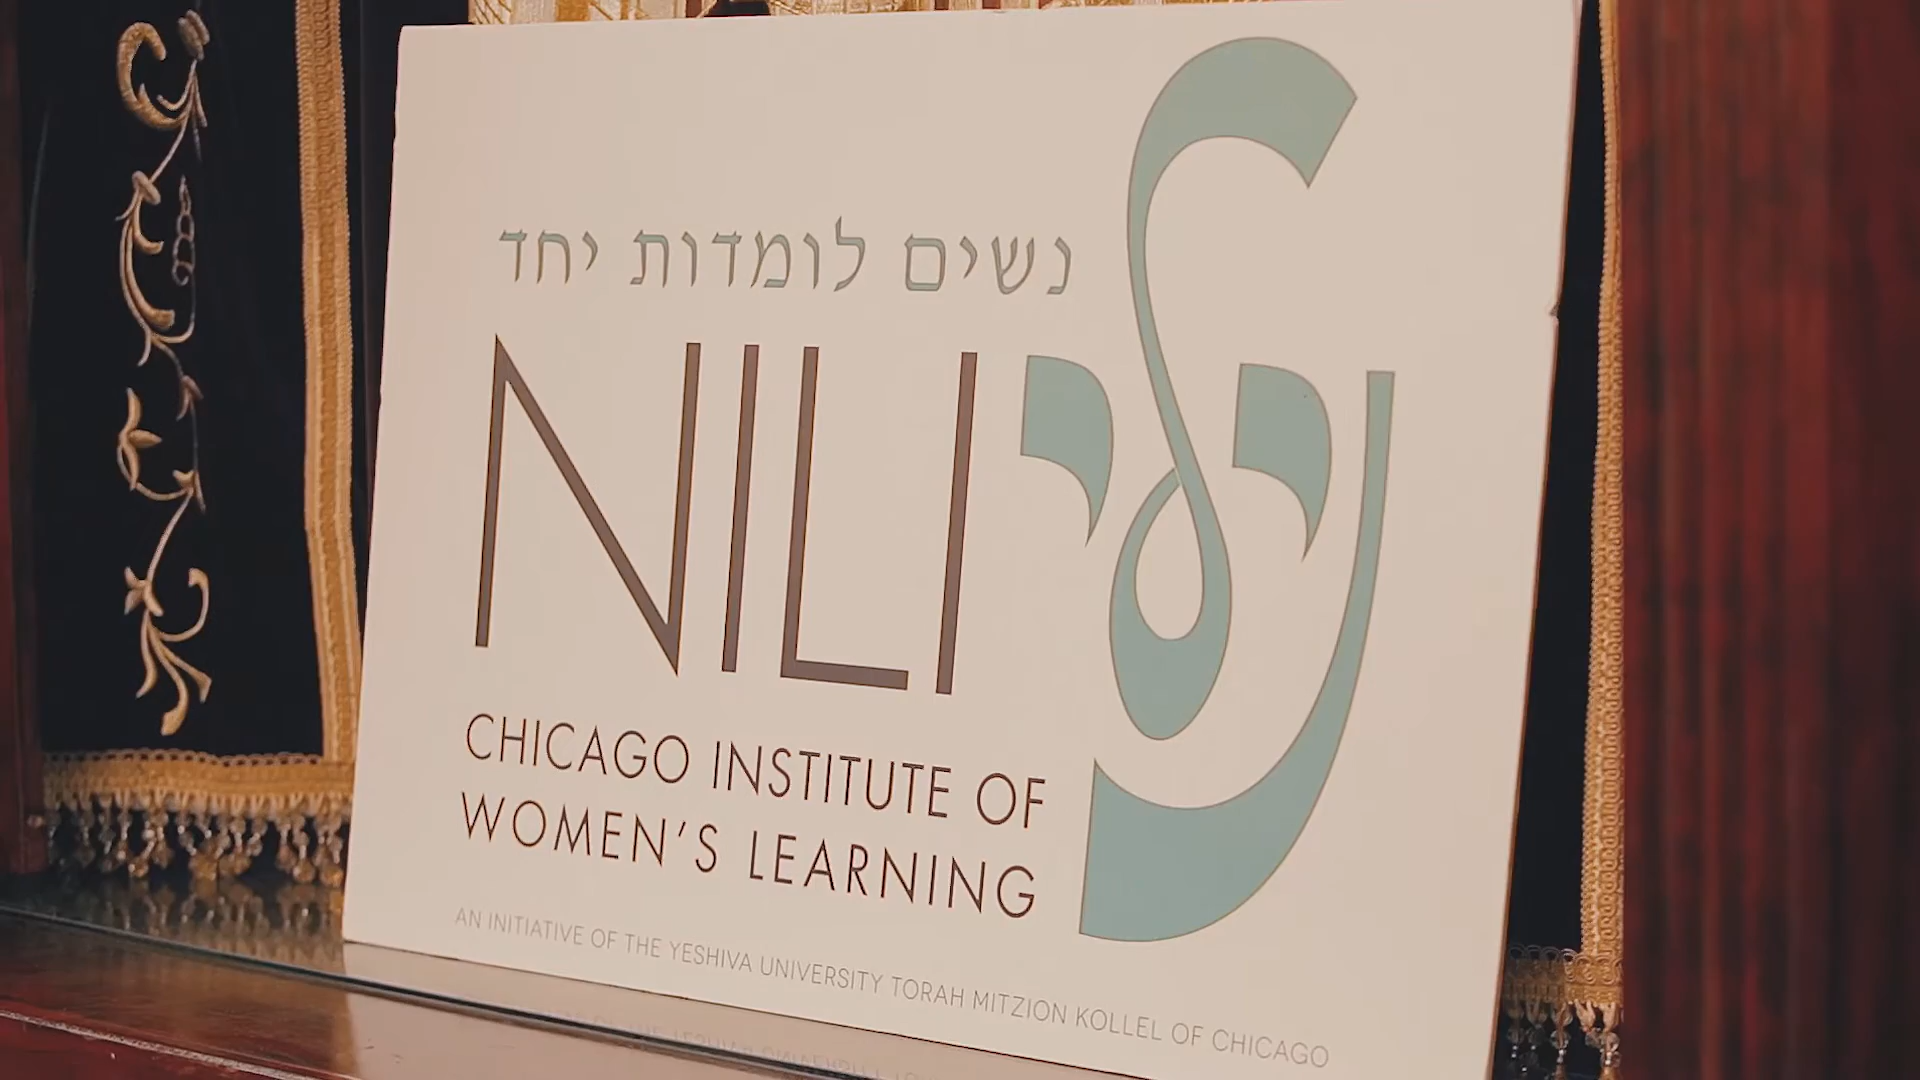 נשים לומדות יחד
NILI נילי
CHICAGO INSTITUTE OF
WOMEN'S LEARNING
AN INITIATIVE OF THE YESHIVA UNIVERSITY TORAH MITZION KOLLEL OF CHICAGO